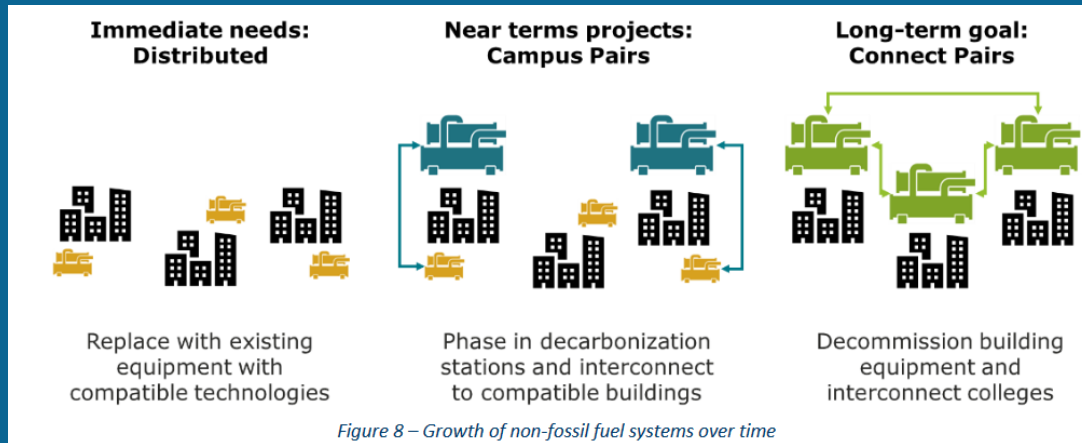 Immediate needs:
Distributed
Near terms projects:
Campus Pairs
Long-term goal:
Connect Pairs
Replace with existing
equipment with
compatible technologies
Phase in decarbonization
stations and interconnect
to compatible buildings
Decommission building
equipment and
interconnect colleges
Figure 8 – Growth of non-fossil fuel systems over time